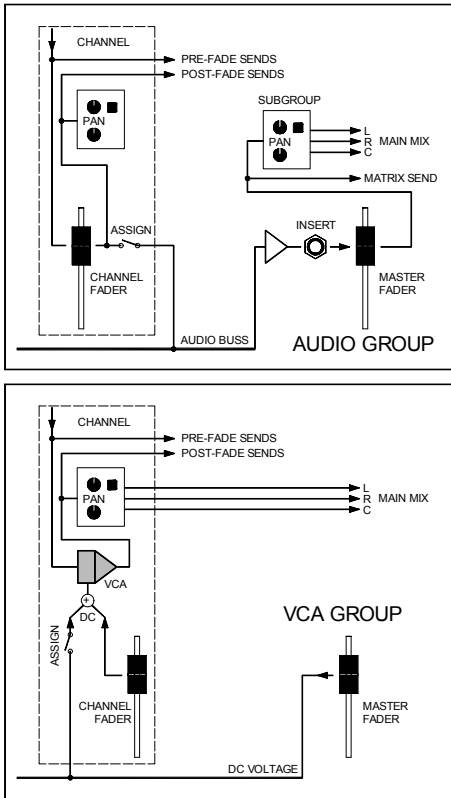 CHANNEL
PRE-FADE SENDS
POST-FADE SENDS
PAN
SUBGROUP
PAN
L
R MAIN MIX
C
MATRIX SEND
ASSIGN
INSERT
CHANNEL
FADER
MASTER
FADER
AUDIO BUSS
AUDIO GROUP
CHANNEL
PRE-FADE SENDS
POST-FADE SENDS
PAN
L
R MAIN MIX
C
VCA
+
DC
VCA GROUP
ASSIGN
CHANNEL
FADER
MASTER
FADER
DC VOLTAGE